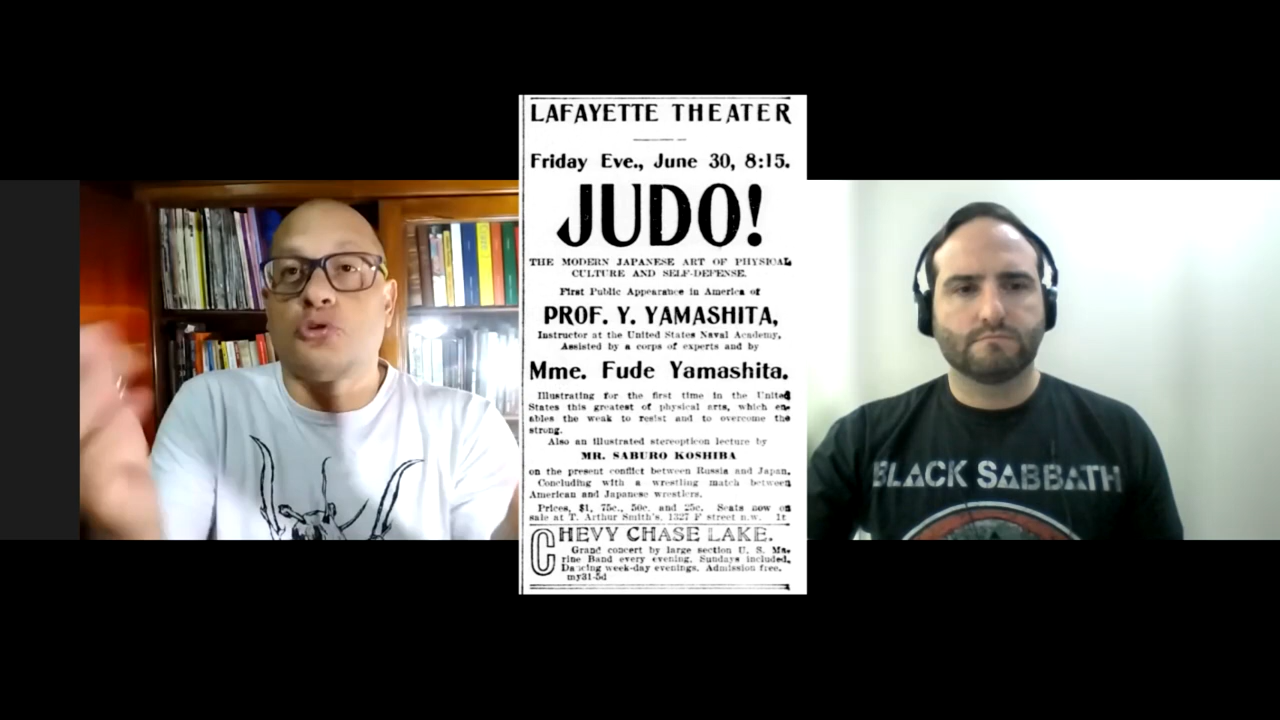 LAFAYETTE THEATER
Friday Eve., June 30, 8:15.
JUDO!
THE MODERN JAPANESE ART OF PHYSICAL
CULTURE AND SELF-DEFENSE.
First Public Appearance in America of
PROF. Y. YAMASHITA,
Instructor at the United States Naval Academy,
Assisted by a corps of experts and by
Mme. Fude Yamashita.
Illustrating for the first time in the United
States this greatest of physical arts, which en-
ables the weak to resist and to overcome the
strong.
Also an illustrated stereopticon lecture by
MR. SABURO KOSHIBA
on the present conflict between Russia and Japan.
Concluding with a wrestling match between
American and Japanese wrestlers.
Prices, $1, 75c., 50c. and 25c. Seats now on
sale at T. Arthur Smith's, 1327 F street n.w. 1t
CHEVY CHASE LAKE.
Grand concert by large section U. S. Ma-
rine Band every evening, Sundays included.
Dancing week-day evenings. Admission free.
my31-5d
BLACK SABBATH